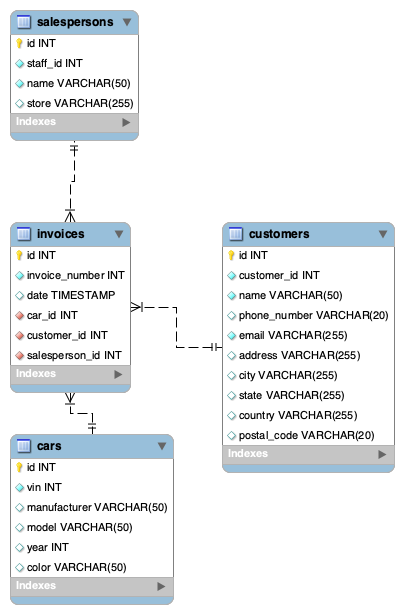 salespersons
id INT
staff_id INT
name VARCHAR(50)
store VARCHAR(255)
Indexes
invoices
id INT
invoice_number INT
date TIMESTAMP
car_id INT
customer_id INT
salesperson_id INT
Indexes
customers
id INT
customer_id INT
name VARCHAR(50)
phone_number VARCHAR(20)
email VARCHAR(255)
address VARCHAR(255)
city VARCHAR(255)
state VARCHAR(255)
country VARCHAR(255)
postal_code VARCHAR(20)
Indexes
cars
id INT
vin INT
manufacturer VARCHAR(50)
model VARCHAR(50)
year INT
color VARCHAR(50)
Indexes